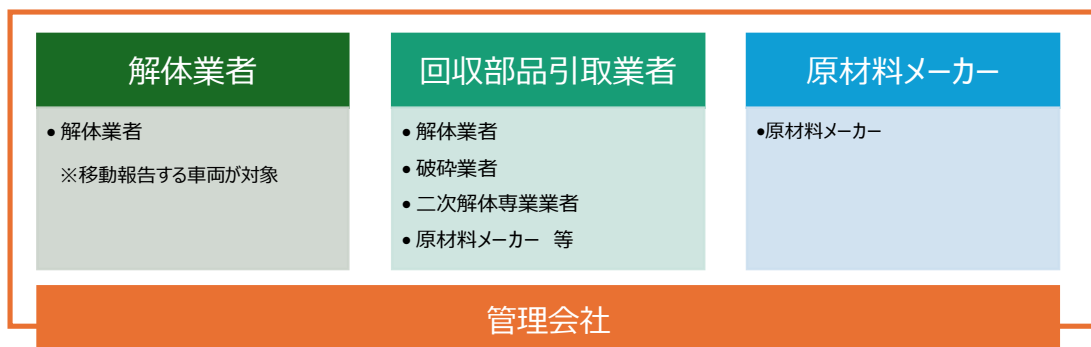 解体業者
• 解体業者
※移動報告する車両が対象
回収部品引取業者
• 解体業者
• 破砕業者
• 二次解体専業業者
• 原材料メーカー 等
原材料メーカー
•原材料メーカー
管理会社